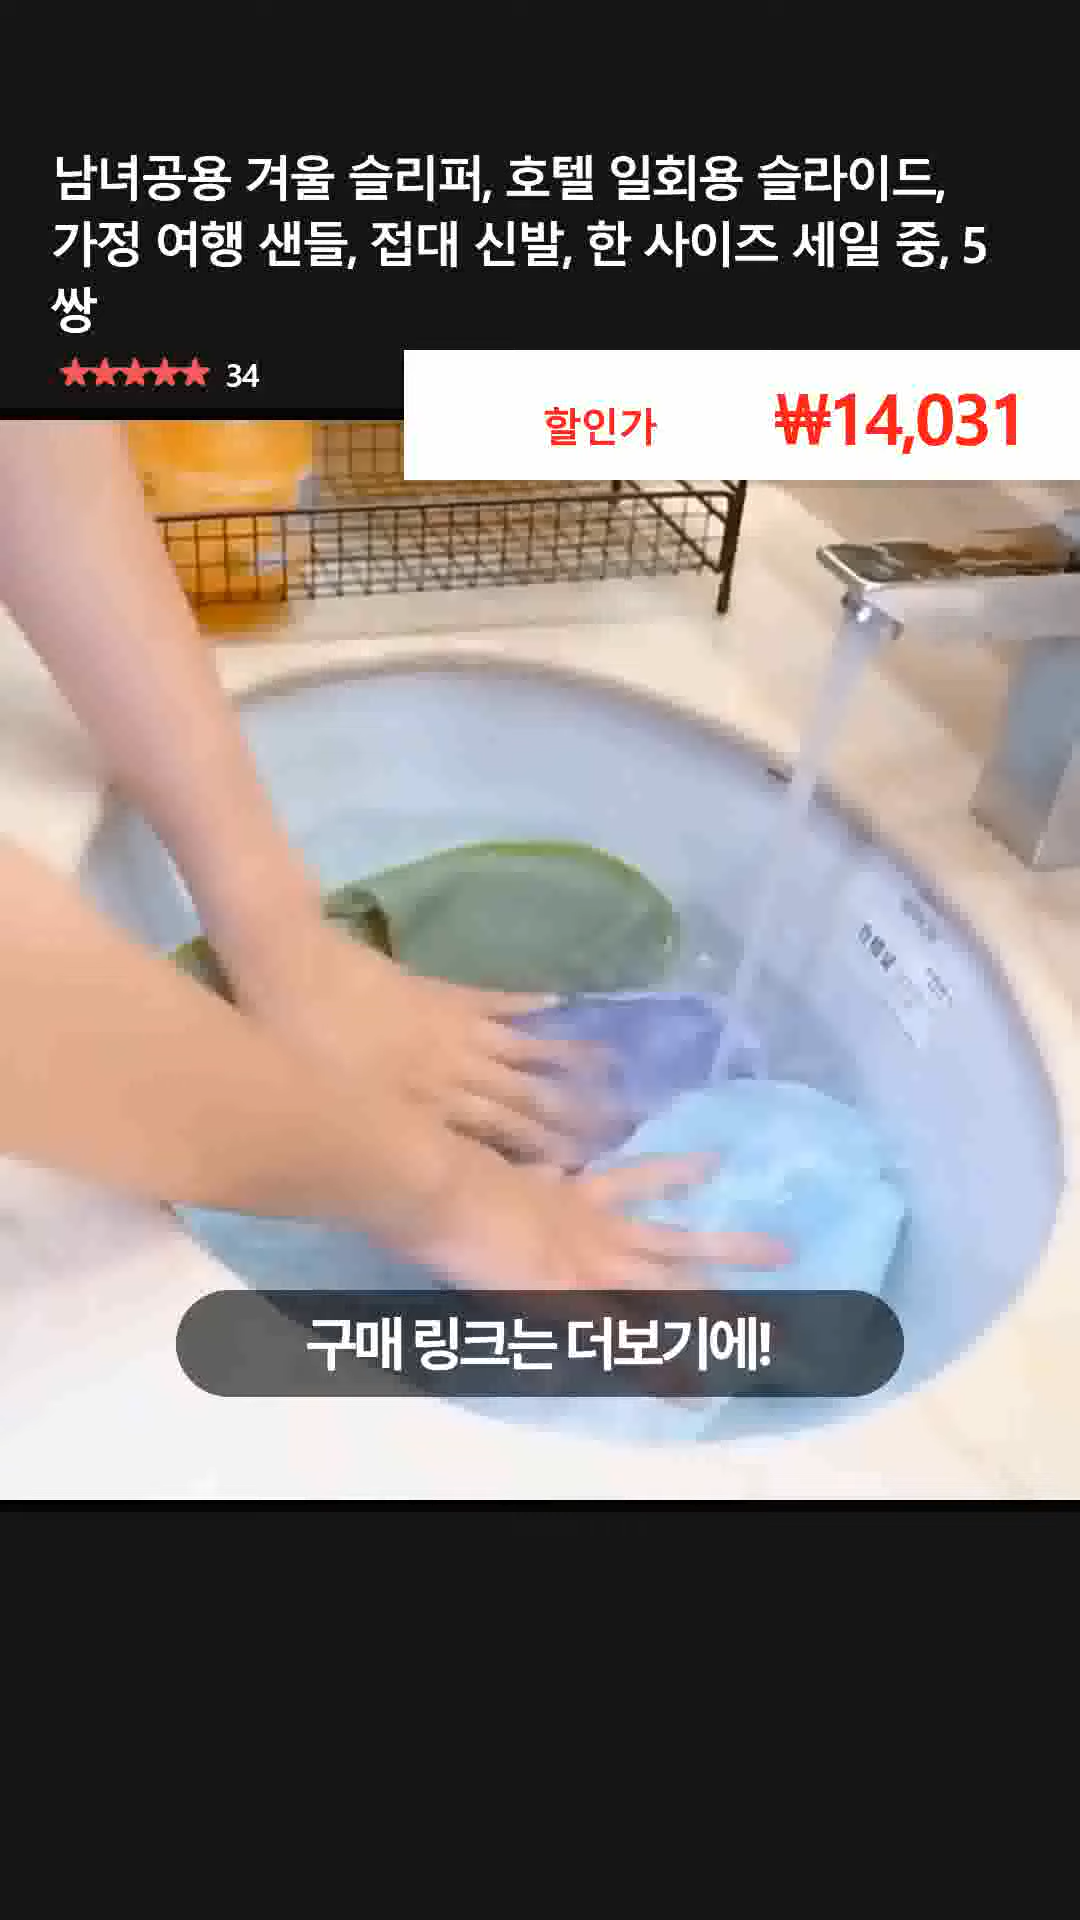 남녀공용 겨울 슬리퍼, 호텔 일회용 슬라이드,
가정 여행 샌들, 접대 신발, 한 사이즈 세일 중, 5
쌍
34
할인가 ₩14,031
구매 링크는 더보기에!